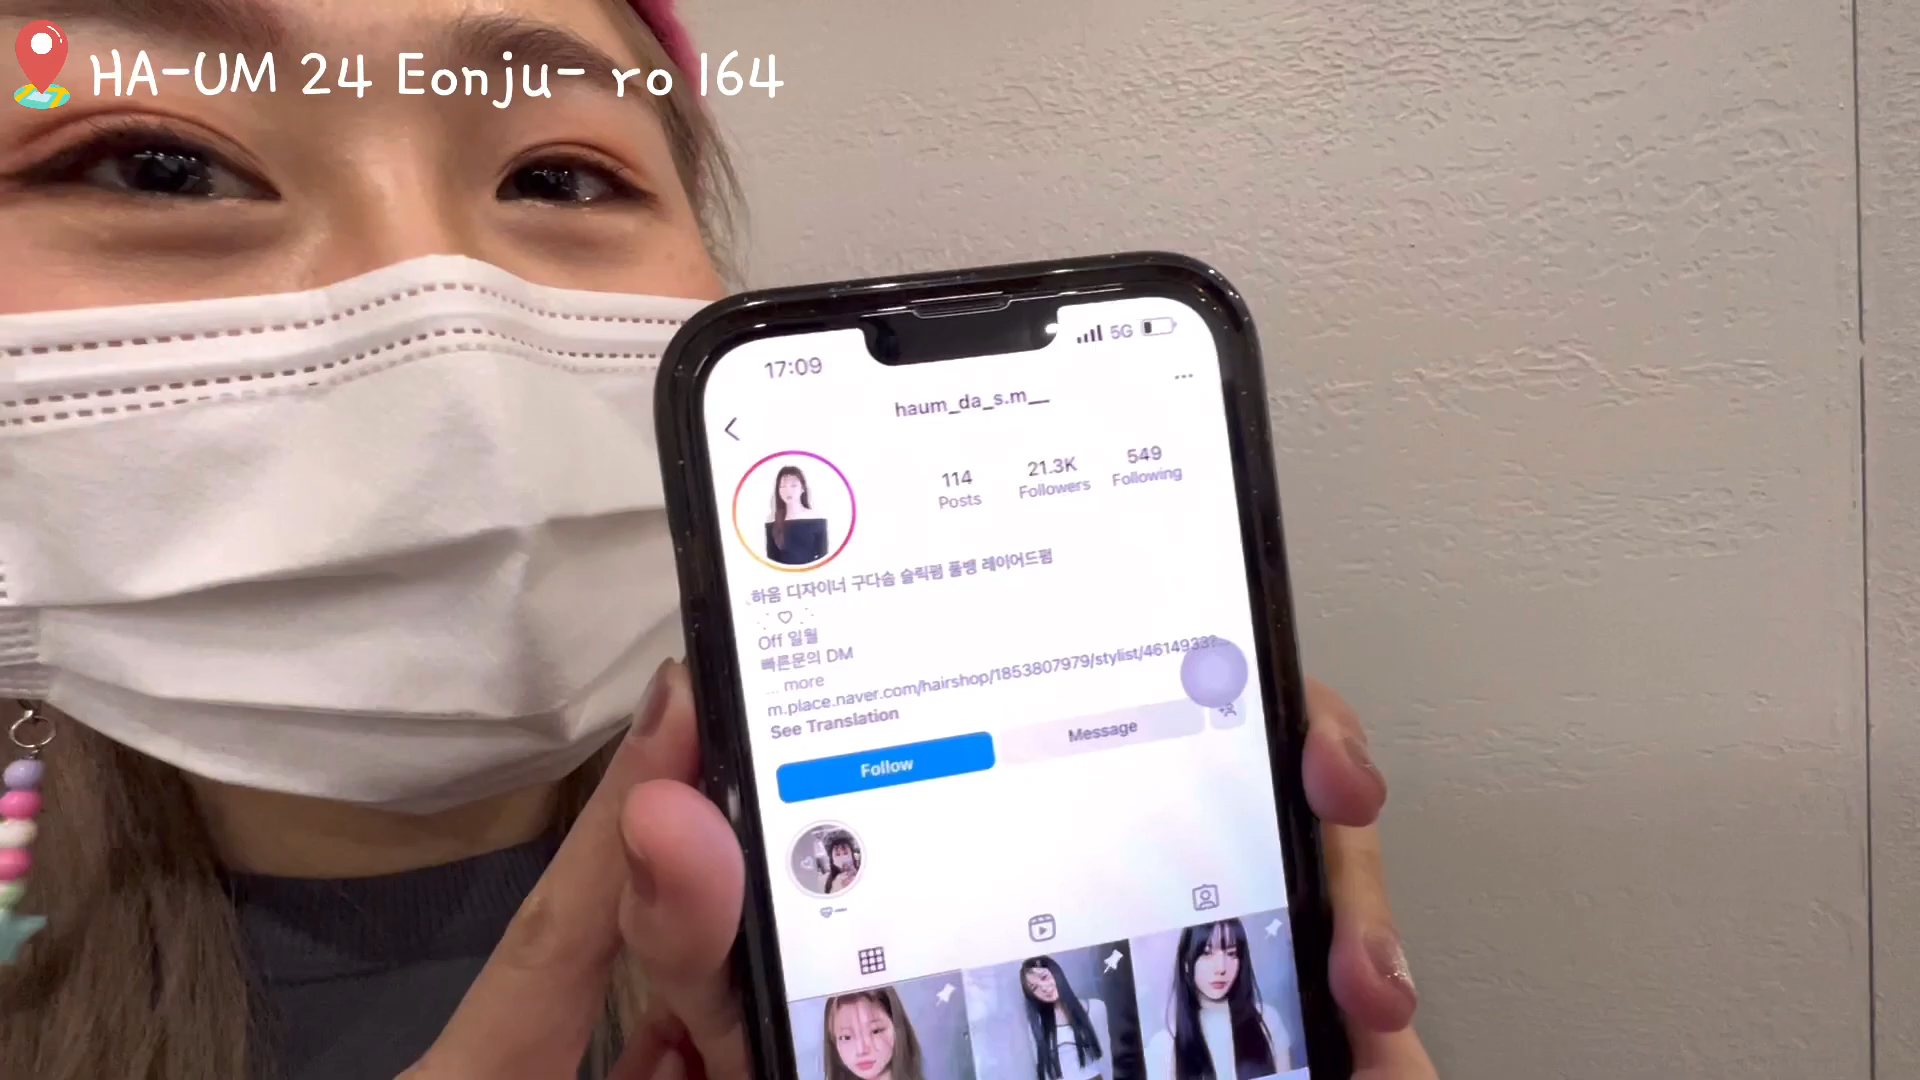 HA-UM 24 Eonju- ro 164
17:09
5G
haum_da_s.m__
114
Posts
21.3K
Followers
549
Following
하움 디자이너 구다솜 슬릭펌 풀뱅 레이어드펌
♡
Off 일월
빠른문의 DM
... more
m.place.naver.com/hairshop/1853807979/stylist/4614933?...
See Translation
Follow
Message